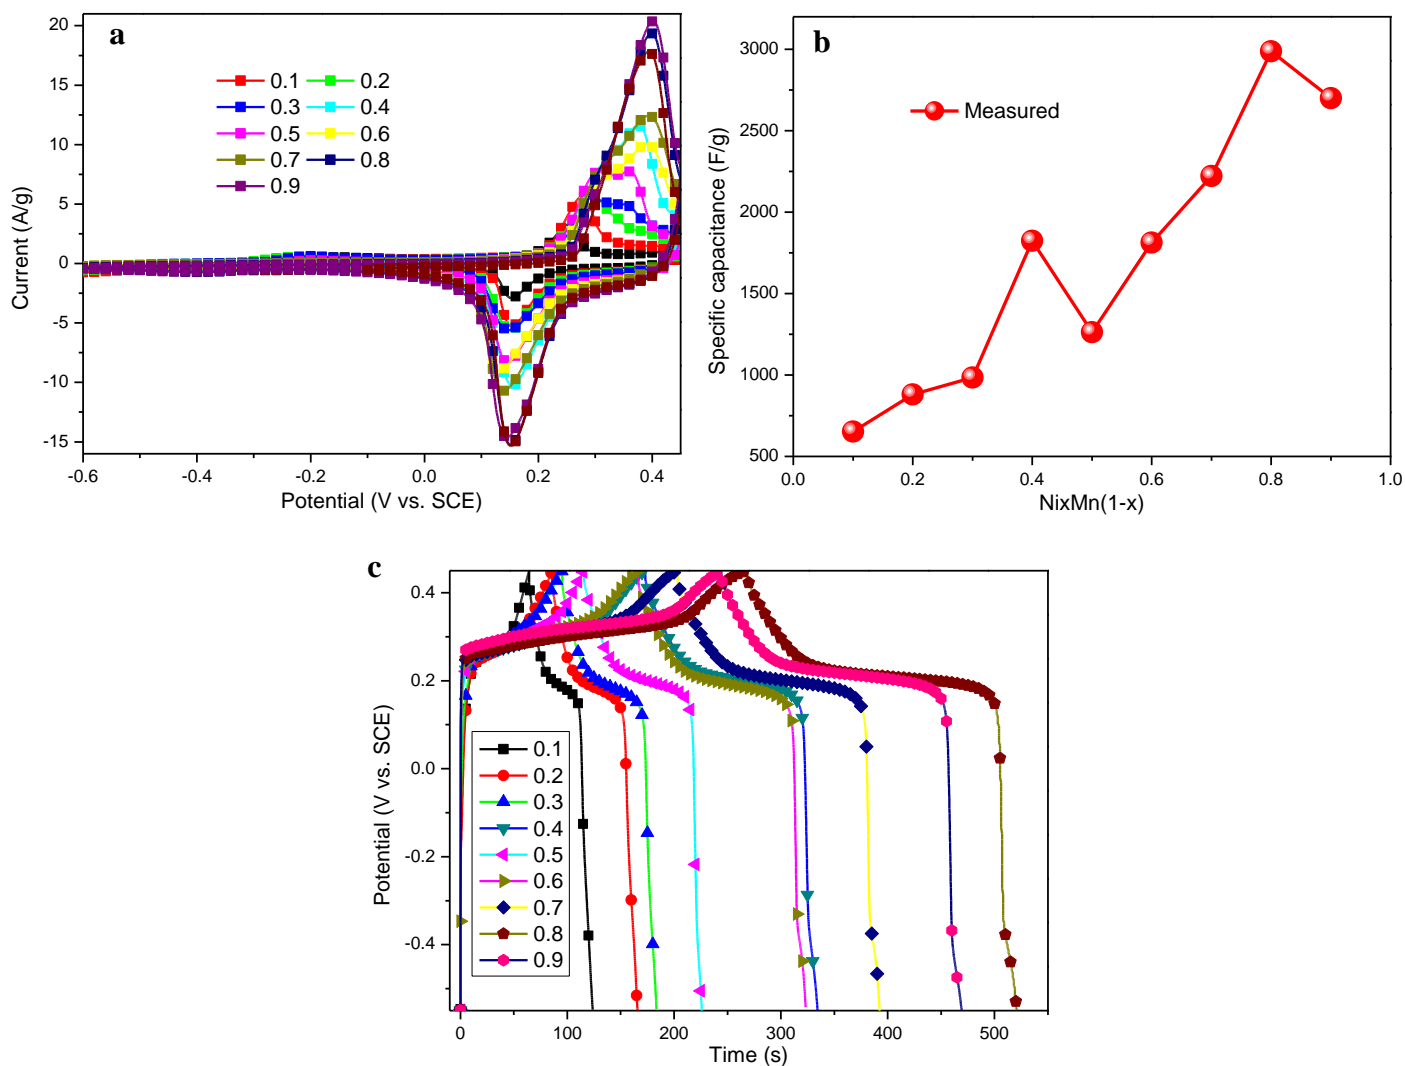 a
20
15
10
5
0
-5
-10
-15
Current (A/g)
0.1 0.2
0.3 0.4
0.5 0.6
0.7 0.8
0.9
-0.6 -0.4 -0.2 0.0 0.2 0.4
Potential (V vs. SCE)
b
3000
2500
2000
1500
1000
500
Specific capacitance (F/g)
Measured
0.0 0.2 0.4 0.6 0.8 1.0
NixMn(1-x)
c
0.4
0.2
0.0
-0.2
-0.4
Potential (V vs. SCE)
0.1
0.2
0.3
0.4
0.5
0.6
0.7
0.8
0.9
0 100 200 300 400 500
Time (s)